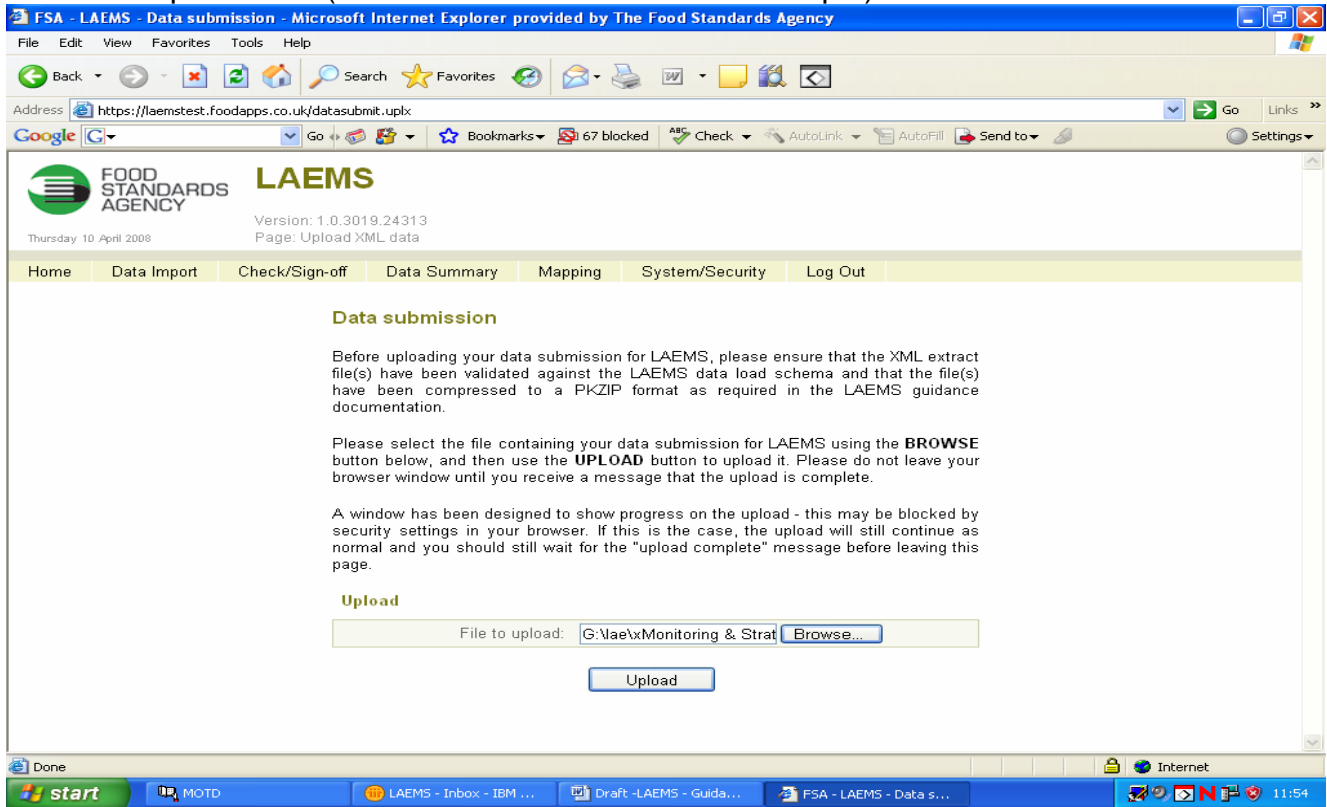 FSA - LAEMS - Data submission - Microsoft Internet Explorer provided by The Food Standards Agency
File Edit View Favorites Tools Help
Back Search Favorites
Address https://laemstest.foodapps.co.uk/datasubmit.uplx Go Links »
Google G Go Bookmarks 67 blocked ABC Check AutoLink AutoFill Send to Settings
FOOD STANDARDS AGENCY
LAEMS
Version: 1.0.3019.24313
Thursday 10 April 2008
Page: Upload XML data
Home Data Import Check/Sign-off Data Summary Mapping System/Security Log Out
Data submission
Before uploading your data submission for LAEMS, please ensure that the XML extract
file(s) have been validated against the LAEMS data load schema and that the file(s)
have been compressed to a PKZIP format as required in the LAEMS guidance
documentation.
Please select the file containing your data submission for LAEMS using the BROWSE
button below, and then use the UPLOAD button to upload it. Please do not leave your
browser window until you receive a message that the upload is complete.
A window has been designed to show progress on the upload - this may be blocked by
security settings in your browser. If this is the case, the upload will still continue as
normal and you should still wait for the "upload complete" message before leaving this
page.
Upload
File to upload: G:\lae\xMonitoring & Strat Browse...
Upload
Done Internet
start MOTD LAEMS - Inbox - IBM ... Draft -LAEMS - Guida... FSA - LAEMS - Data s... 11:54